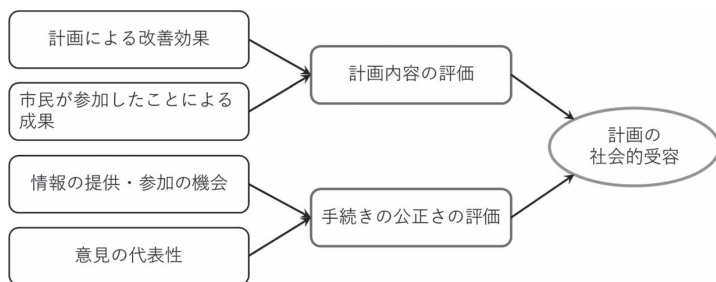 計画による改善効果
市民が参加したことによる
成果
情報の提供・参加の機会
意見の代表性
計画内容の評価
手続きの公正さの評価
計画の
社会的受容